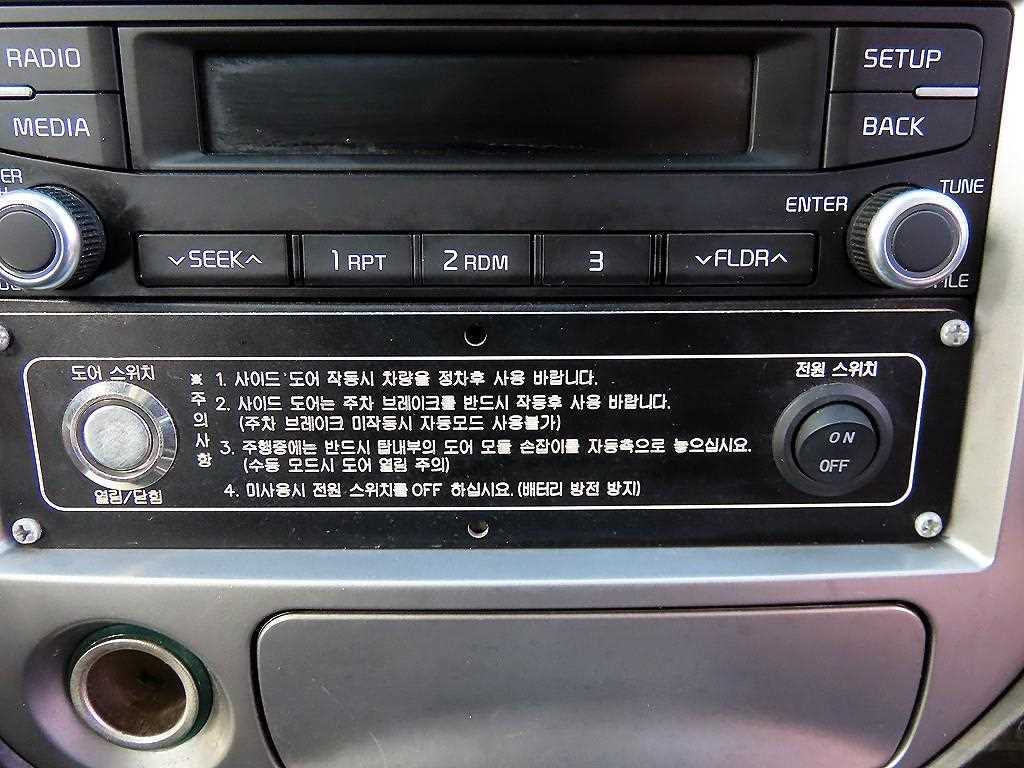 RADIO
SETUP
MEDIA
BACK
ENTER
TUNE
SEEK
1 RPT
2 RDM
3
FLDR
FILE
도어 스위치
열림/닫힘
※ 주의사항
1. 사이드 도어 작동시 차량을 정차후 사용 바랍니다.
2. 사이드 도어는 주차 브레이크를 반드시 작동후 사용 바랍니다.
(주차 브레이크 미작동시 자동모드 사용불가)
3. 주행중에는 반드시 탑내부의 도어 모듈 손잡이를 자동측으로 놓으십시요.
(수동 모드시 도어 열림 주의)
4. 미사용시 전원 스위치를 OFF 하십시요.(배터리 방전 방지)
전원 스위치
ON
OFF